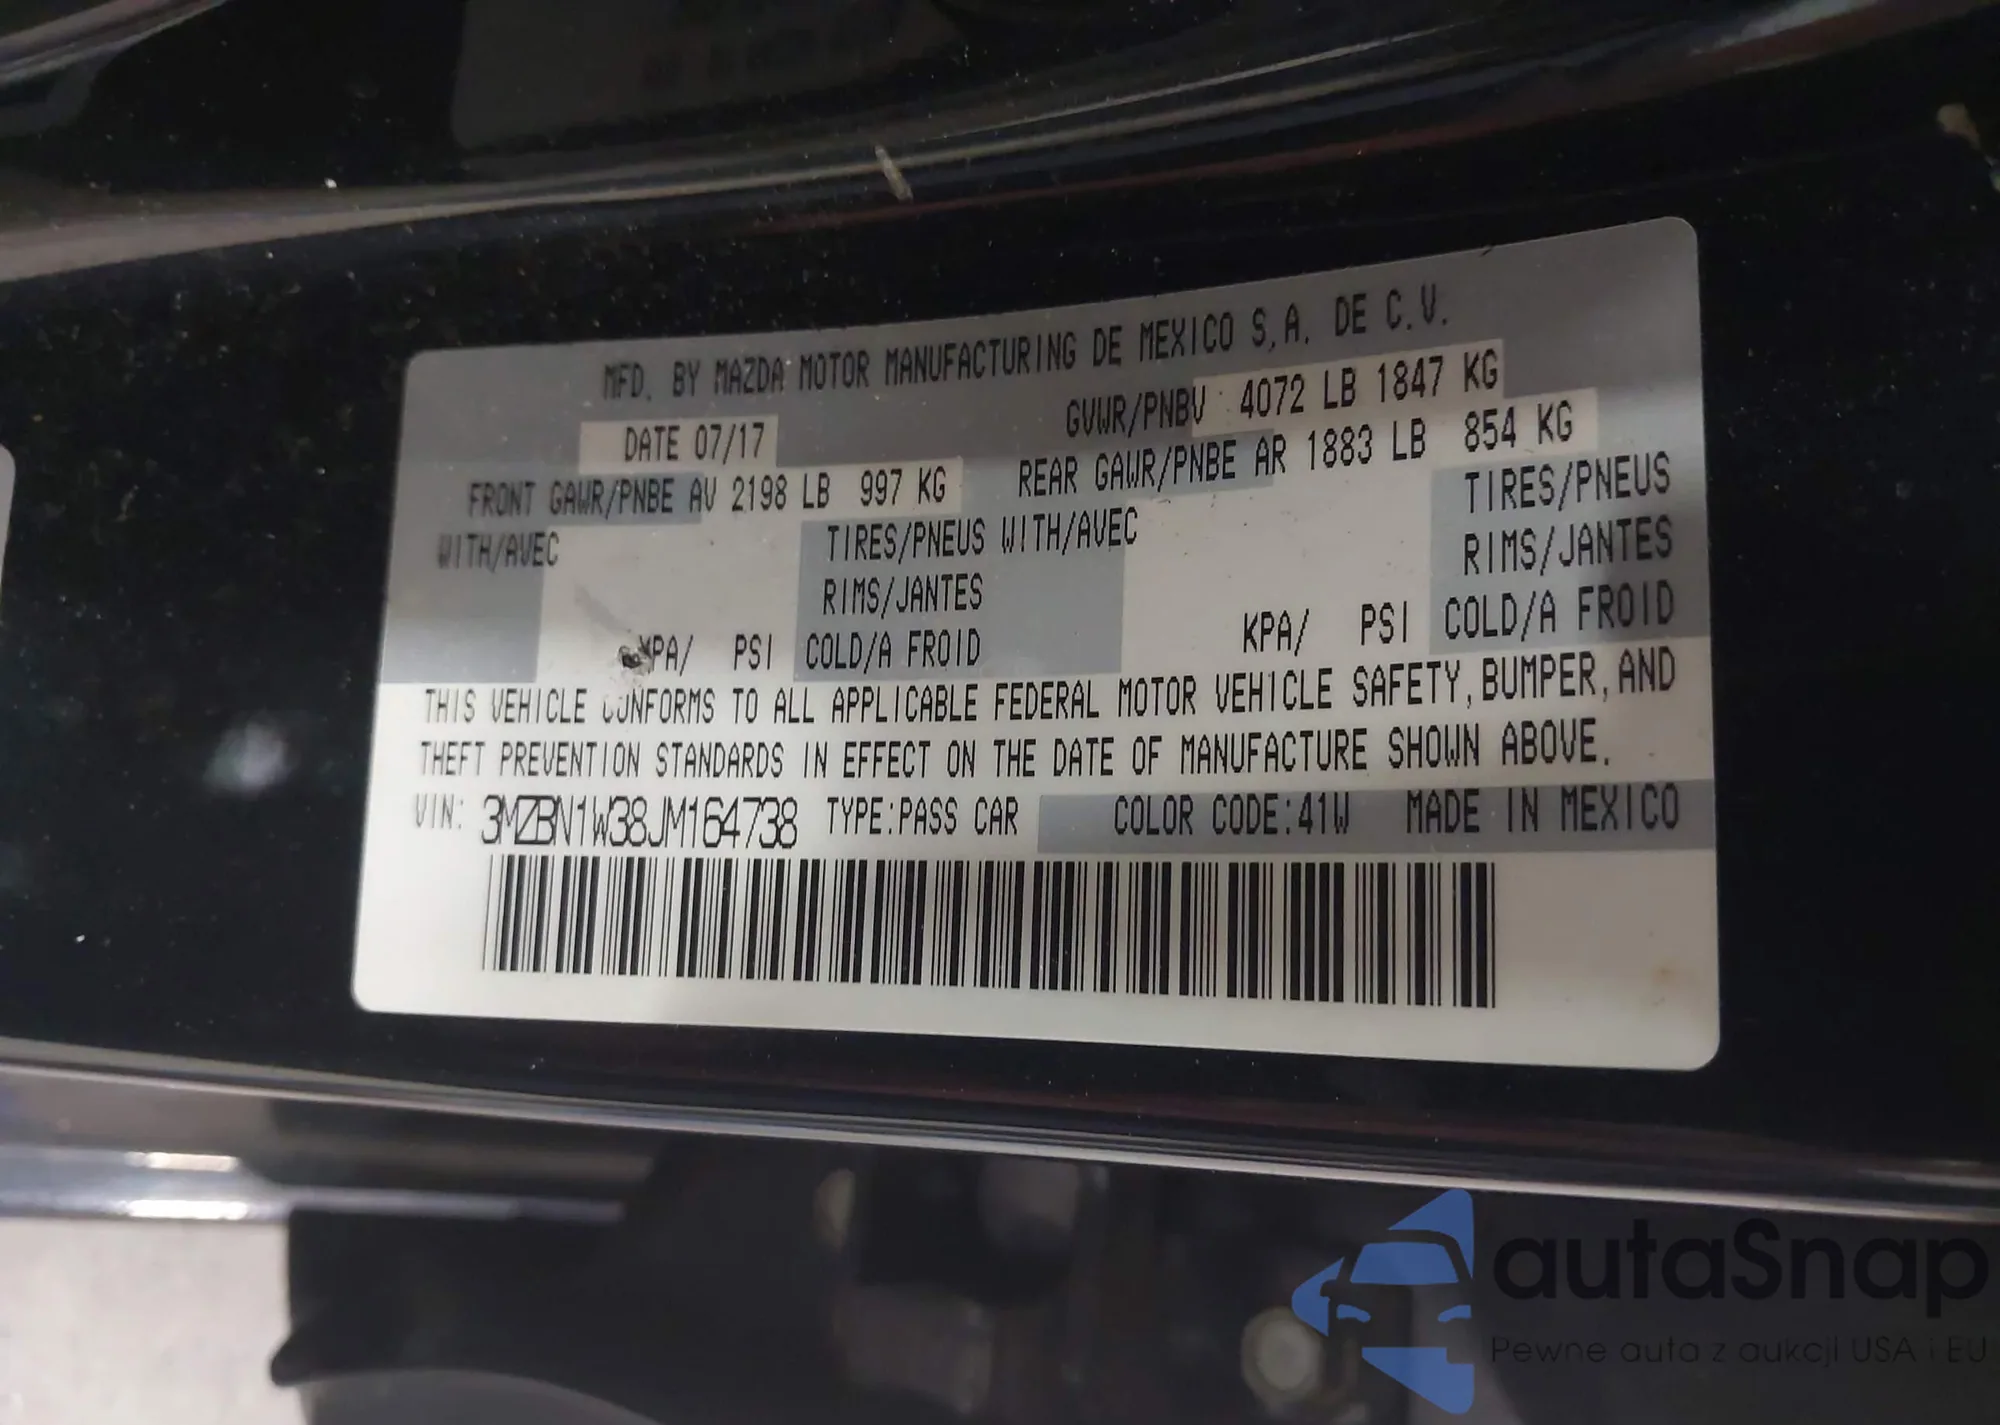 MFD. BY MAZDA MOTOR MANUFACTURING DE MEXICO S.A. DE C.V.
DATE 07/17 GVWR/PNBV : 4072 LB 1847 KG
FRONT GAWR/PNBE AV 2198 LB 997 KG REAR GAWR/PNBE AR 1883 LB 854 KG
WITH/AVEC TIRES/PNEUS WITH/AVEC TIRES/PNEUS
RIMS/JANTES RIMS/JANTES
KPA/ PSI COLD/A FROID KPA/ PSI COLD/A FROID
THIS VEHICLE CONFORMS TO ALL APPLICABLE FEDERAL MOTOR VEHICLE SAFETY, BUMPER, AND
THEFT PREVENTION STANDARDS IN EFFECT ON THE DATE OF MANUFACTURE SHOWN ABOVE.
VIN: 3MZBN1W38JM164738 TYPE:PASS CAR COLOR CODE:41W MADE IN MEXICO
autaSnap
Pewne auta z aukcji USA i EU